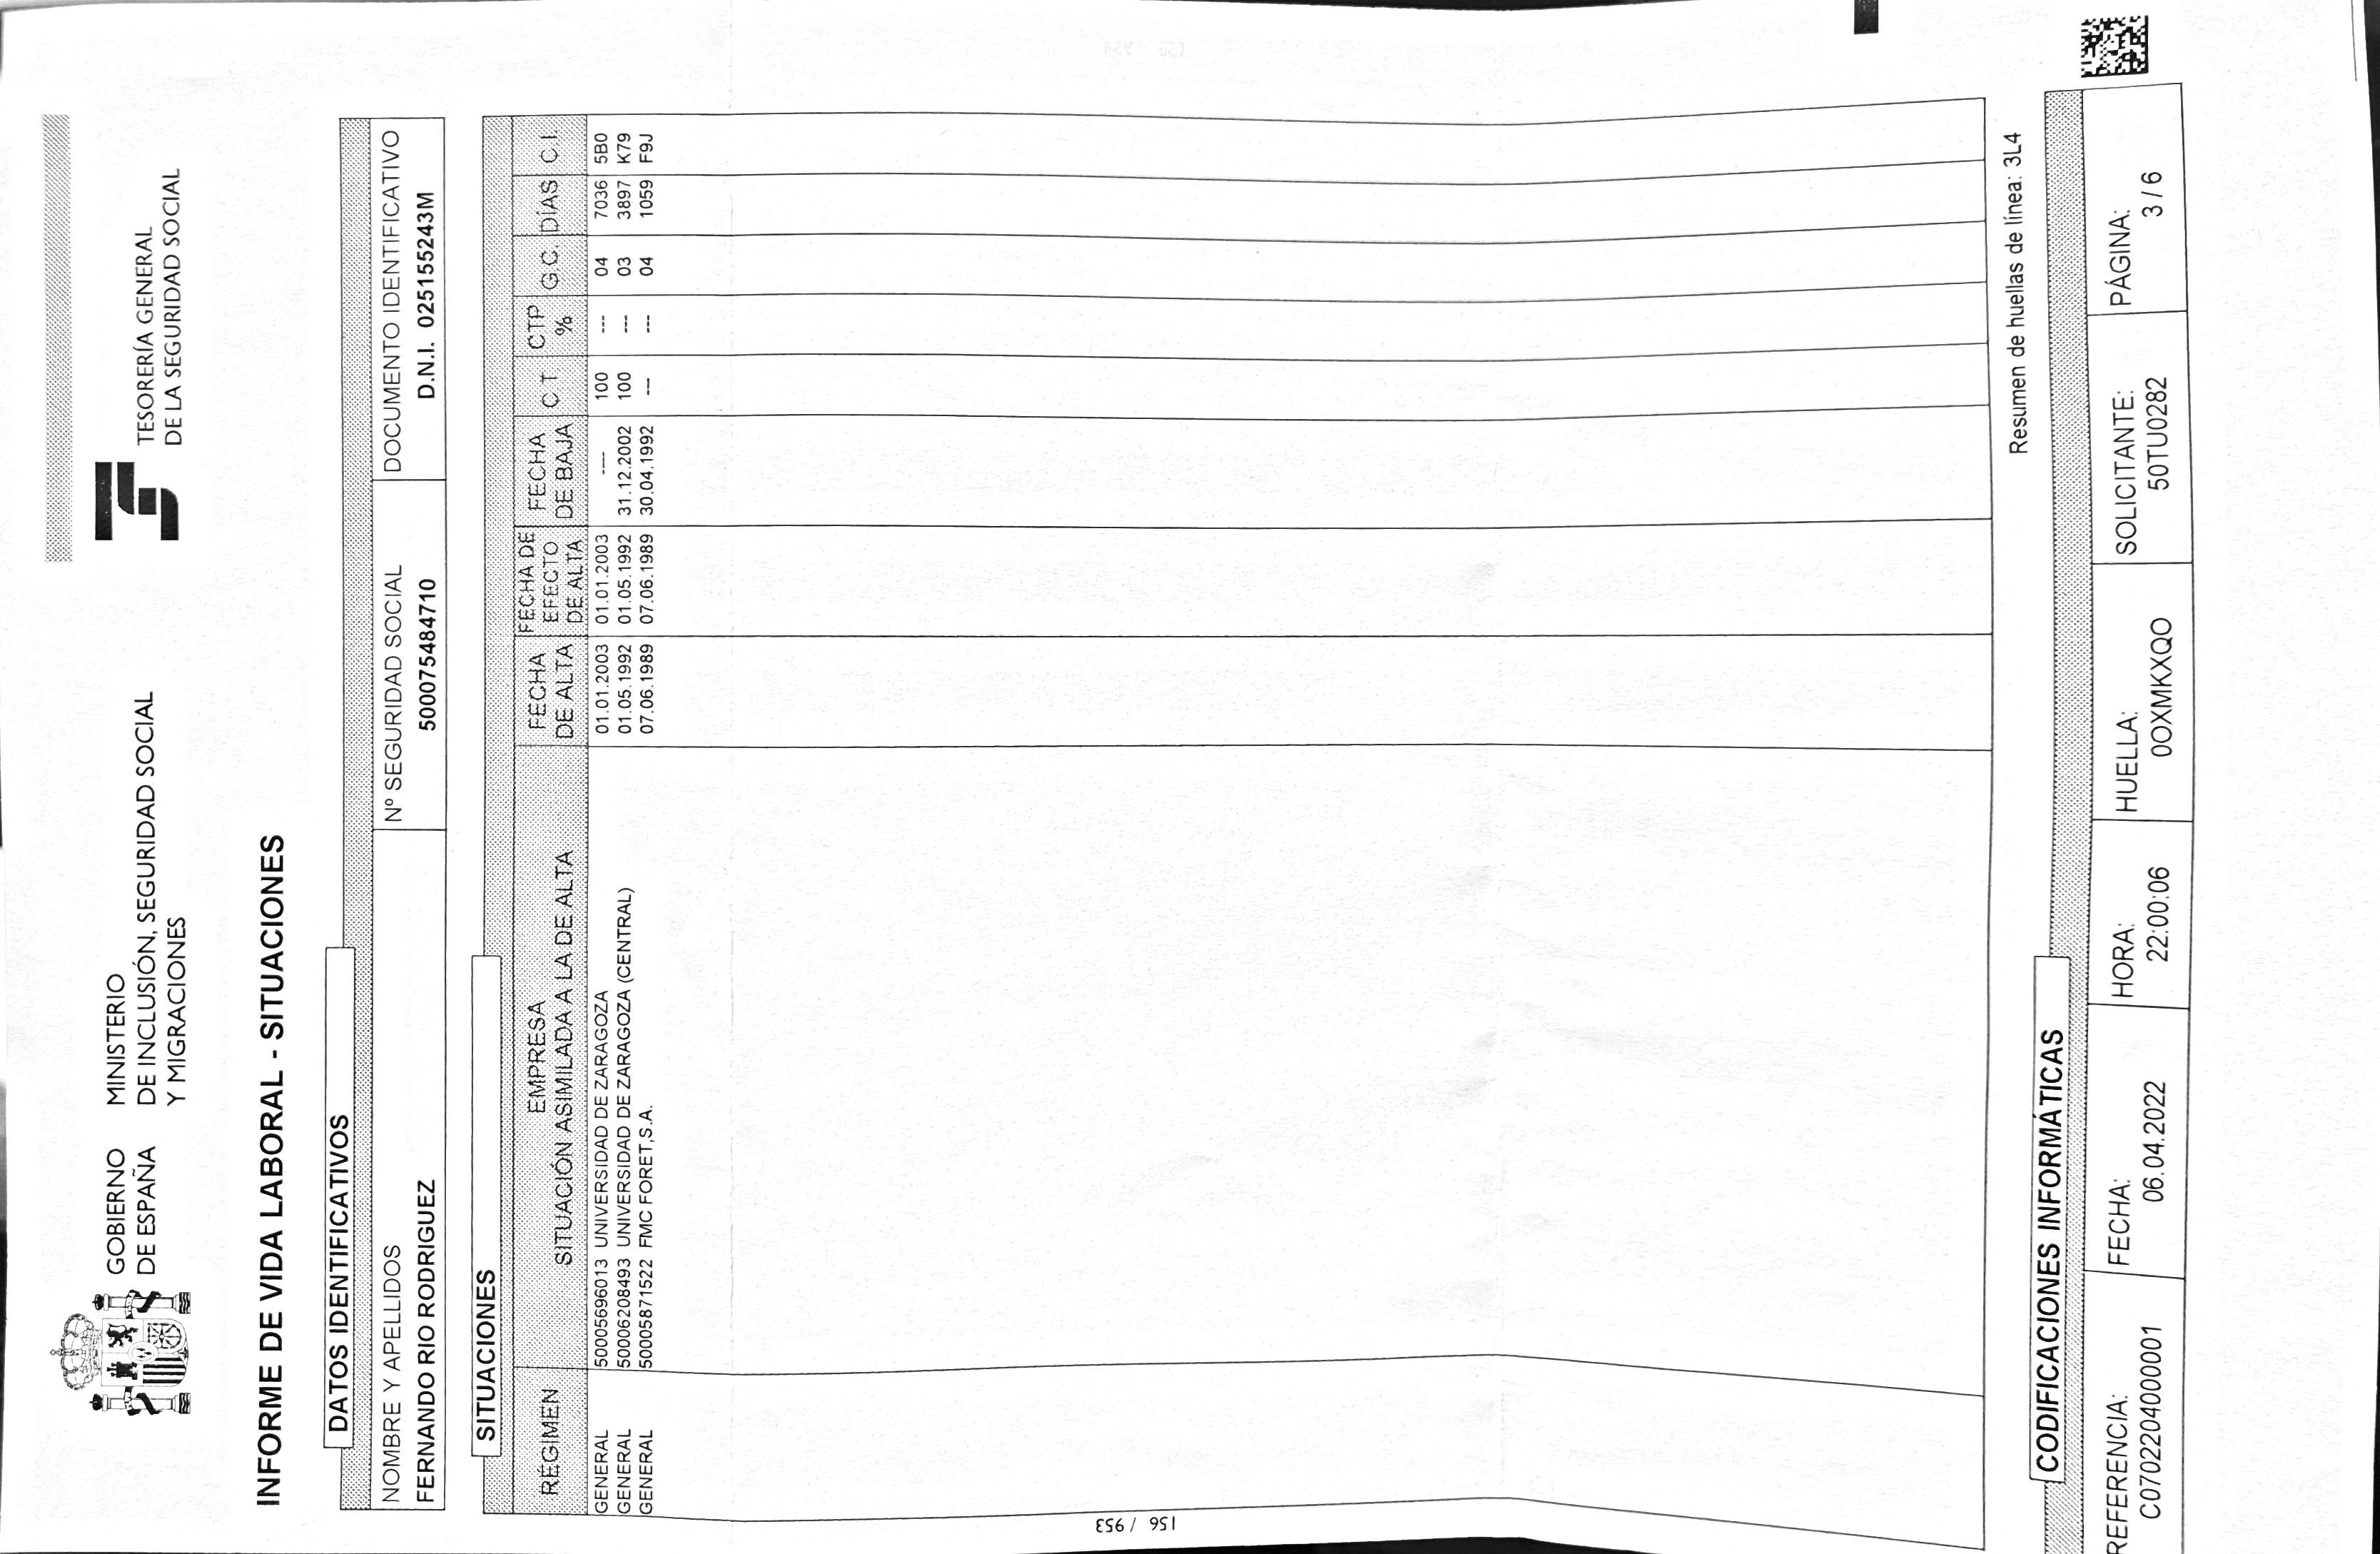 GOBIERNO
DE ESPAÑA
MINISTERIO
DE INCLUSIÓN, SEGURIDAD SOCIAL
Y MIGRACIONES
TESORERÍA GENERAL
DE LA SEGURIDAD SOCIAL
INFORME DE VIDA LABORAL - SITUACIONES
DATOS IDENTIFICATIVOS
NOMBRE Y APELLIDOS Nº SEGURIDAD SOCIAL DOCUMENTO IDENTIFICATIVO
FERNANDO RIO RODRIGUEZ 500075484710 D.N.I. 025155243M
SITUACIONES
RÉGIMEN EMPRESA SITUACIÓN ASIMILADA A LA DE ALTA FECHA DE ALTA FECHA DE EFECTO DE ALTA FECHA DE BAJA C.T CTP % G.C. DÍAS C.I
GENERAL 50005696013 UNIVERSIDAD DE ZARAGOZA 01.01.2003 01.01.2003 --- 100 --- 04 7036 5B0
GENERAL 50006208493 UNIVERSIDAD DE ZARAGOZA (CENTRAL) 01.05.1992 01.05.1992 31.12.2002 100 --- 03 3897 K79
GENERAL 50005871522 FMC FORET,S.A. 07.06.1989 07.06.1989 30.04.1992 --- --- 04 1059 F9J
Resumen de huellas de línea: 3L4
CODIFICACIONES INFORMÁTICAS
REFERENCIA: FECHA: HORA: HUELLA: SOLICITANTE: PÁGINA:
C0702204000001 06.04.2022 22:00:06 0OXMKXQO 50TU0282 3 / 6
156 / 953